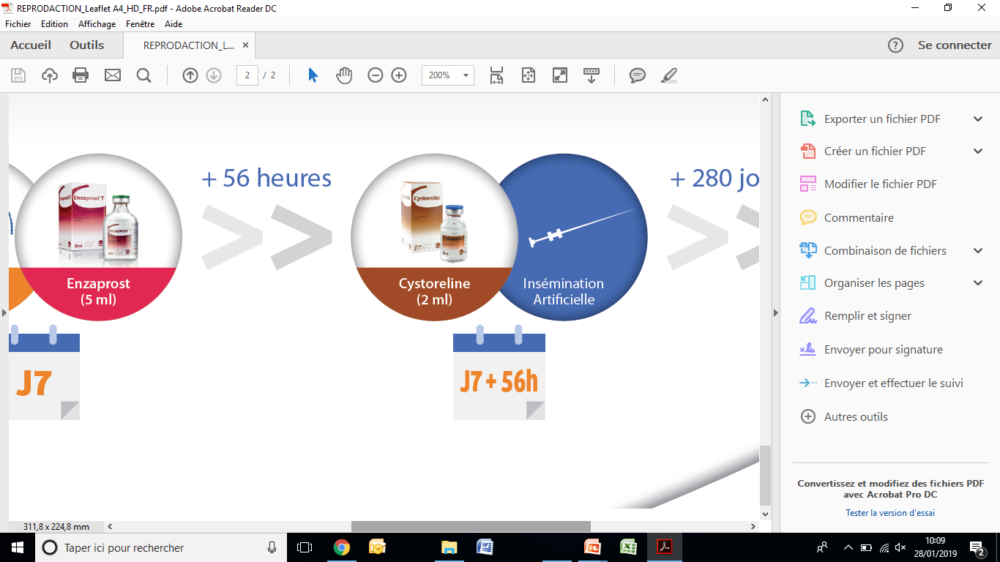 REPRODACTION_Leaflet A4_HD_FR.pdf - Adobe Acrobat Reader DC
Fichier Edition Affichage Fenêtre Aide
Accueil Outils REPRODACTION_L... × ? Se connecter
2 / 2 200%
+ 56 heures
+ 280 jo
Enzaprost T
Enzaprost T
50 ml
Cystorelin
Cystoreline
Enzaprost
(5 ml)
Cystoreline
(2 ml)
Insémination
Artificielle
J7
J7 + 56h
311,8 x 224,8 mm
Exporter un fichier PDF
Créer un fichier PDF
Modifier le fichier PDF
Commentaire
Combinaison de fichiers
Organiser les pages
Remplir et signer
Envoyer pour signature
Envoyer et effectuer le suivi
Autres outils
Convertissez et modifiez des fichiers PDF
avec Acrobat Pro DC
Tester la version d'essai
Taper ici pour rechercher
10:09
28/01/2019
2